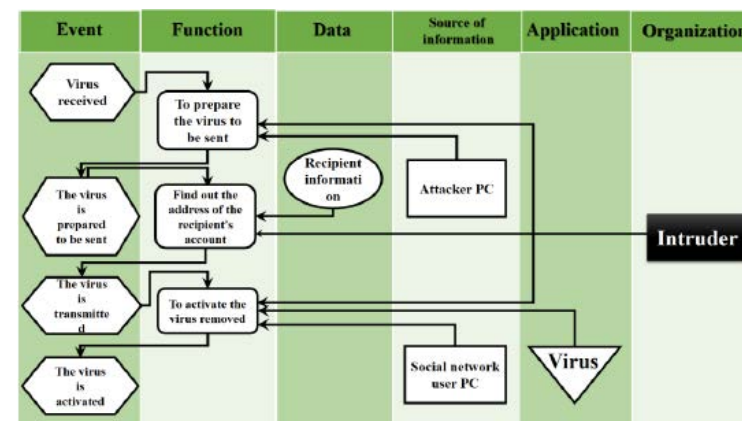 Event
Function
Data
Source of
information
Application
Organization
Virus
received
To prepare
the virus to
be sent
Recipient
informati
on
Attacker PC
The virus
is
prepared
to be sent
Find out the
address of the
recipient's
account
Intruder
The virus
is
transmitte
d
To activate the
virus removed
The virus
is
activated
Social network
user PC
Virus